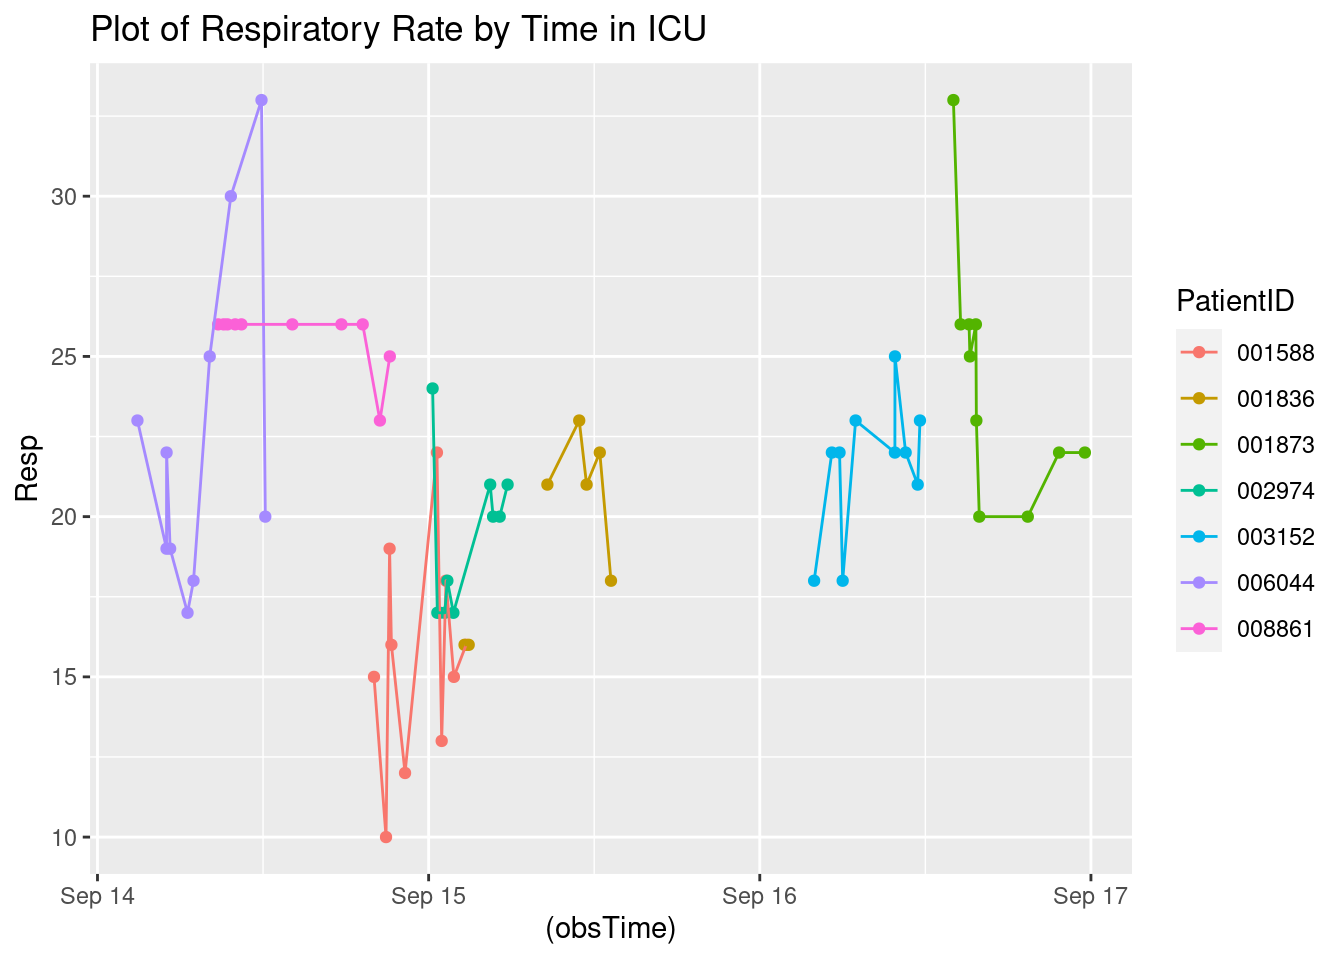 Plot of Respiratory Rate by Time in ICU
Resp
30
25
20
15
10
Sep 14
Sep 15
Sep 16
Sep 17
(obsTime)
PatientID
001588
001836
001873
002974
003152
006044
008861